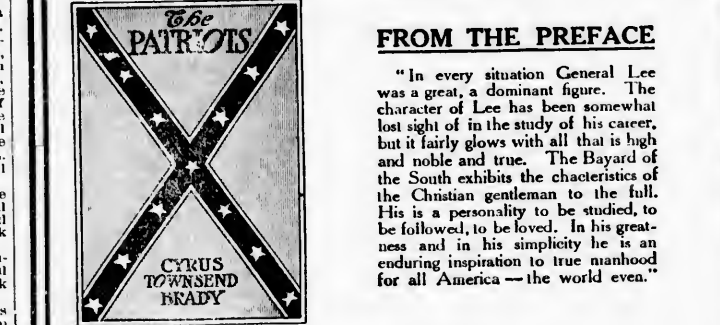 The
PATRIOTS
CYRUS
TOWNSEND
BRADY
FROM THE PREFACE
"In every situation General Lee
was a great, a dominant figure. The
character of Lee has been somewhat
lost sight of in the study of his career,
but it fairly glows with all that is high
and noble and true. The Bayard of
the South exhibits the chacteristics of
the Christian gentleman to the full.
His is a personality to be studied, to
be followed, to be loved. In his great-
ness and in his simplicity he is an
enduring inspiration to true manhood
for all America — the world even."